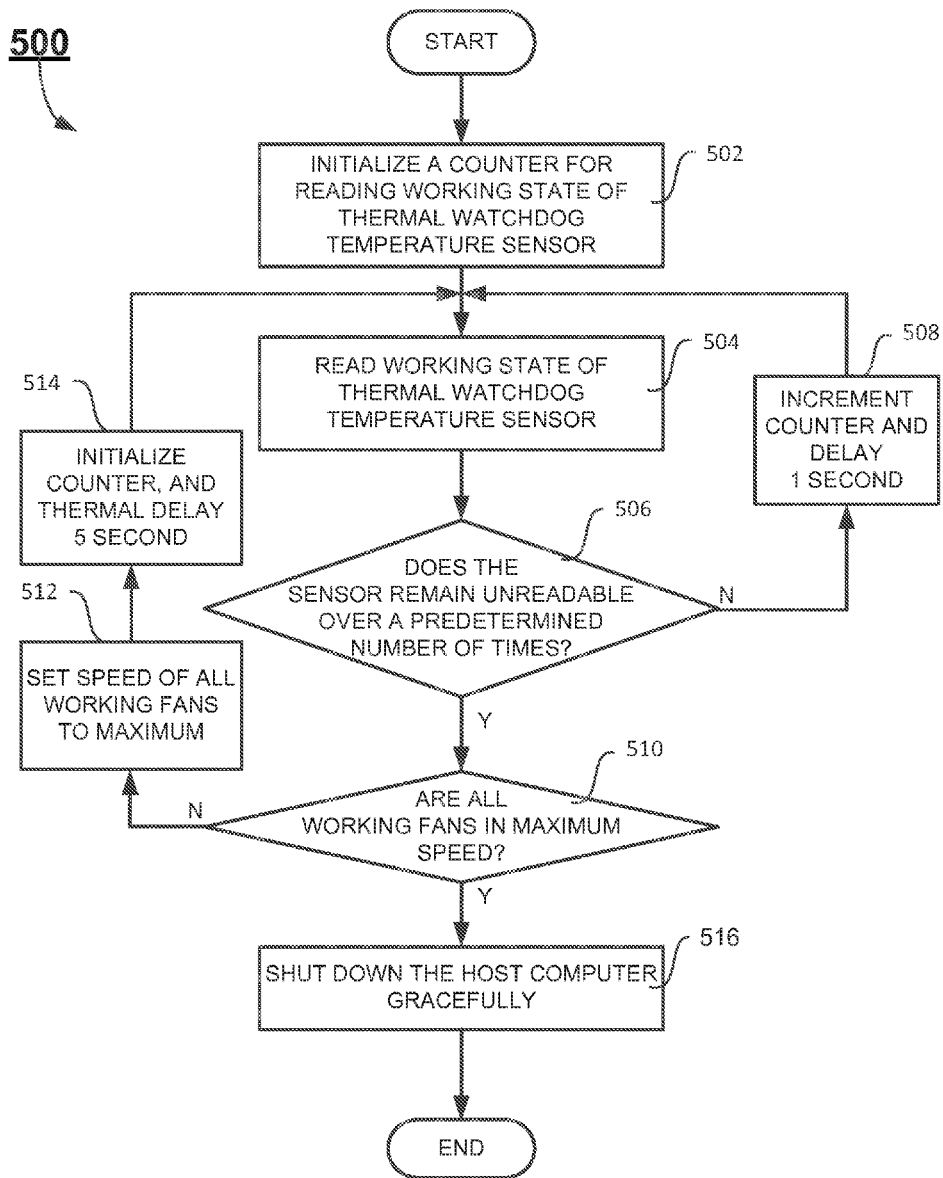 500
START
502
INITIALIZE A COUNTER FOR
READING WORKING STATE OF
THERMAL WATCHDOG
TEMPERATURE SENSOR
504
READ WORKING STATE OF
THERMAL WATCHDOG
TEMPERATURE SENSOR
508
INCREMENT
COUNTER AND
DELAY
1 SECOND
514
INITIALIZE
COUNTER, AND
THERMAL DELAY
5 SECOND
506
DOES THE
SENSOR REMAIN UNREADABLE
OVER A PREDETERMINED
NUMBER OF TIMES?
N
Y
512
SET SPEED OF ALL
WORKING FANS
TO MAXIMUM
510
ARE ALL
WORKING FANS IN MAXIMUM
SPEED?
N
Y
516
SHUT DOWN THE HOST COMPUTER
GRACEFULLY
END